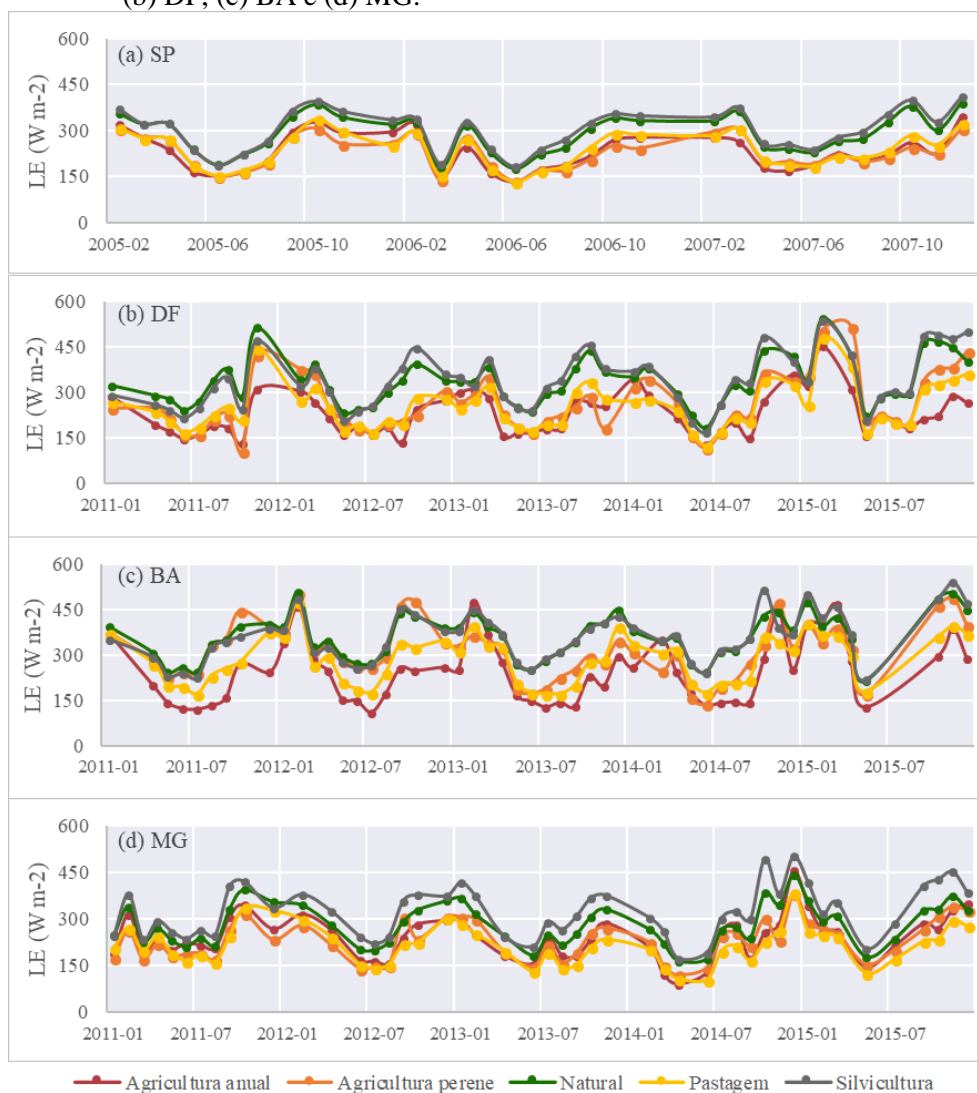 (b) DF, (c) BA e (d) MG.
(a) SP
LE (W m-2)
600
450
300
150
0
2005-02 2005-06 2005-10 2006-02 2006-06 2006-10 2007-02 2007-06 2007-10
(b) DF
LE (W m-2)
600
450
300
150
0
2011-01 2011-07 2012-01 2012-07 2013-01 2013-07 2014-01 2014-07 2015-01 2015-07
(c) BA
LE (W m-2)
600
450
300
150
0
2011-01 2011-07 2012-01 2012-07 2013-01 2013-07 2014-01 2014-07 2015-01 2015-07
(d) MG
LE (W m-2)
600
450
300
150
0
2011-01 2011-07 2012-01 2012-07 2013-01 2013-07 2014-01 2014-07 2015-01 2015-07
Agricultura anual Agricultura perene Natural Pastagem Silvicultura